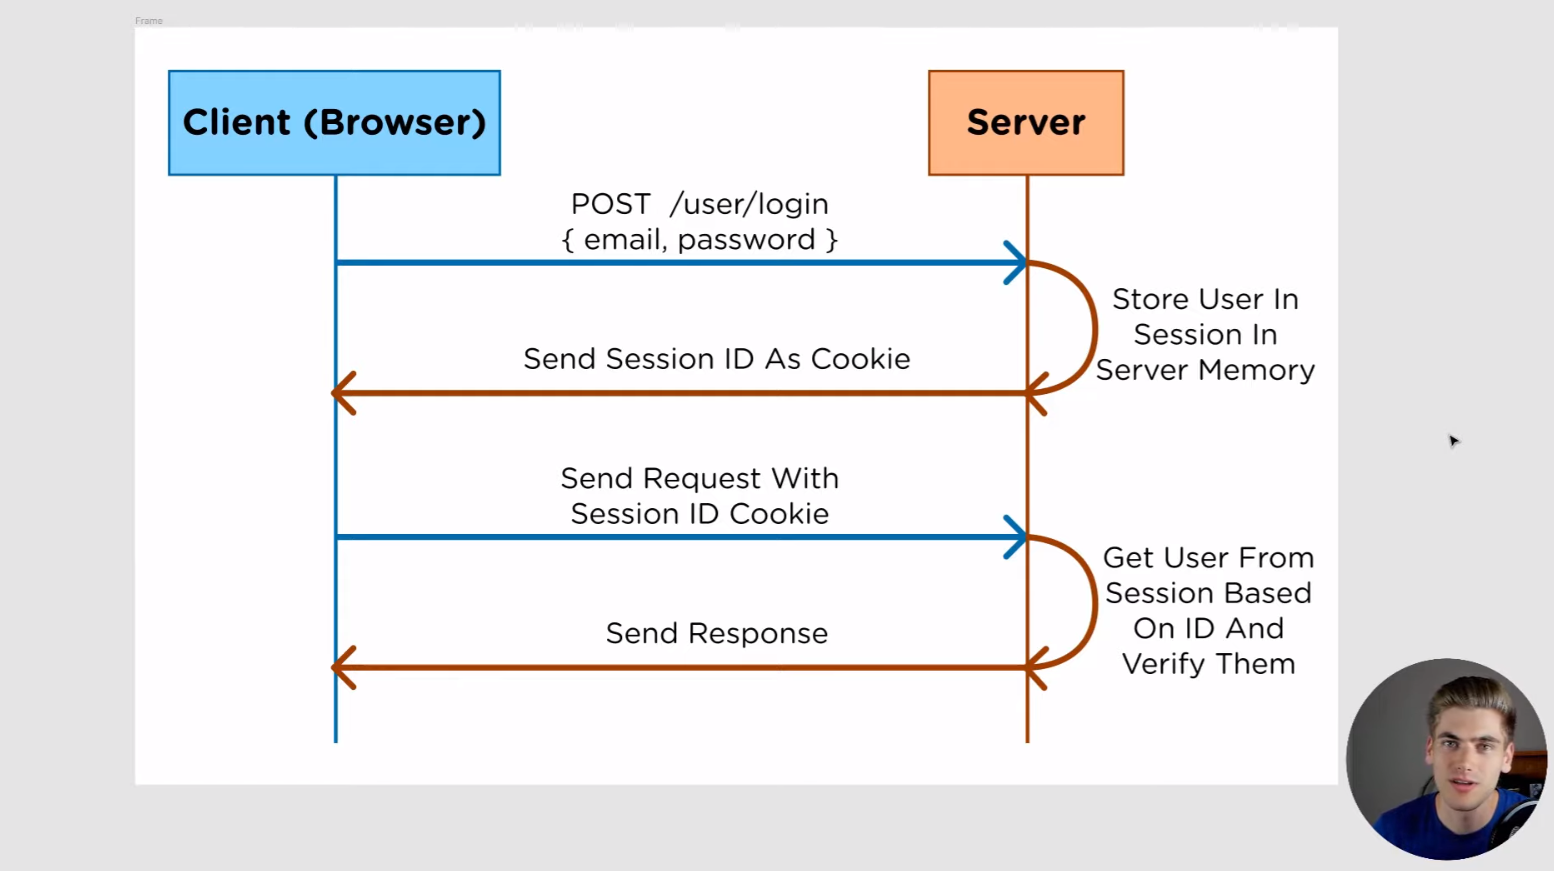 Frame
Client (Browser)
Server
POST /user/login
{ email, password }
Store User In
Session In
Server Memory
Send Session ID As Cookie
Send Request With
Session ID Cookie
Get User From
Session Based
On ID And
Verify Them
Send Response